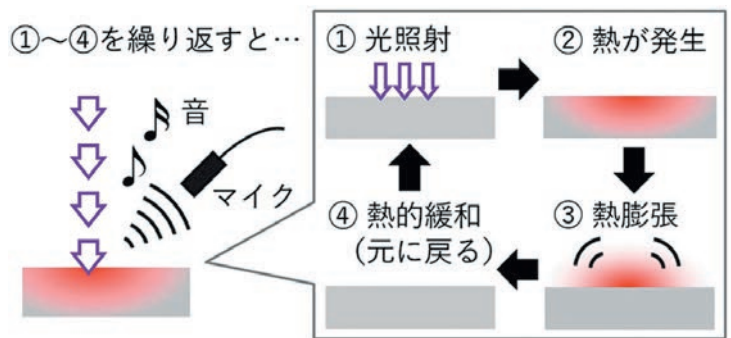 ①〜④を繰り返すと…
音
マイク
① 光照射
② 熱が発生
③ 熱膨張
④ 熱的緩和
（元に戻る）